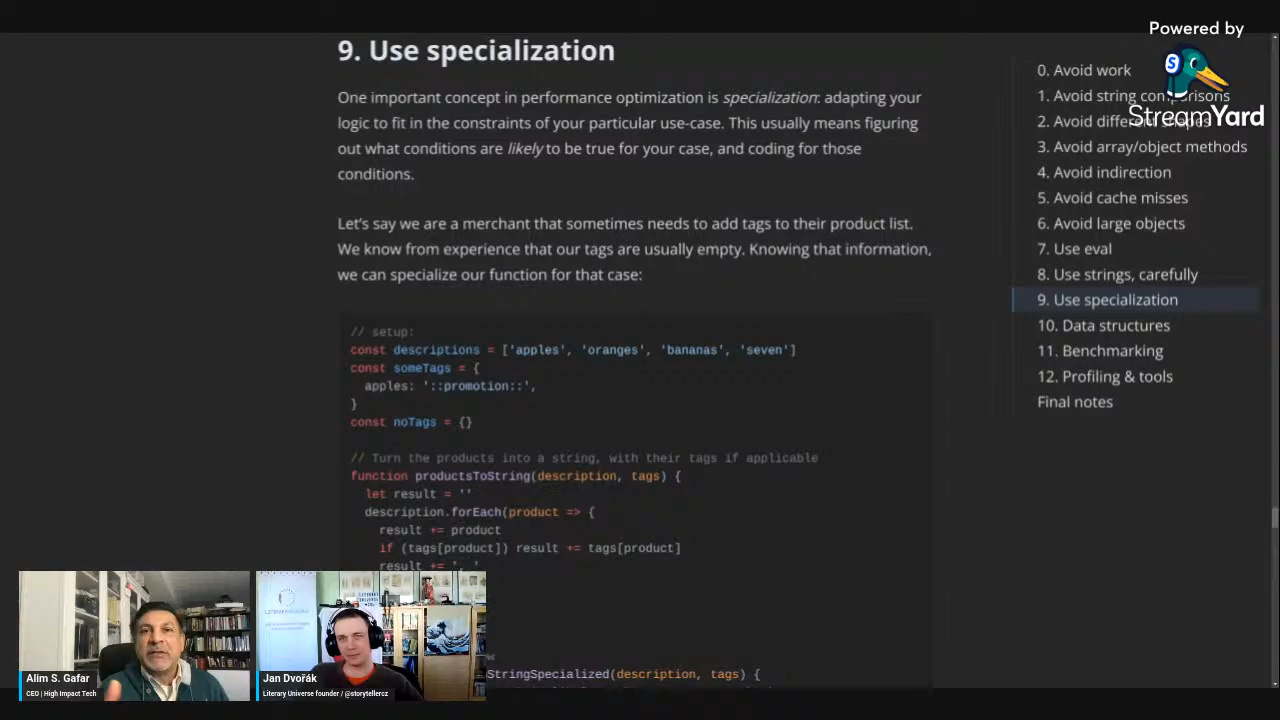 Powered by
StreamYard
9. Use specialization
One important concept in performance optimization is specialization: adapting your
logic to fit in the constraints of your particular use-case. This usually means figuring
out what conditions are likely to be true for your case, and coding for those
conditions.
Let's say we are a merchant that sometimes needs to add tags to their product list.
We know from experience that our tags are usually empty. Knowing that information,
we can specialize our function for that case:
// setup:
const descriptions = ['apples', 'oranges', 'bananas', 'seven']
const someTags = {
apples: '::promotion::',
}
const noTags = {}
// Turn the products into a string, with their tags if applicable
function productsToString(description, tags) {
let result = ''
description.forEach(product => {
result += product
if (tags[product]) result += tags[product]
result += ', '
StringSpecialized(description, tags) {
0. Avoid work
1. Avoid string comparisons
2. Avoid different shapes
3. Avoid array/object methods
4. Avoid indirection
5. Avoid cache misses
6. Avoid large objects
7. Use eval
8. Use strings, carefully
9. Use specialization
10. Data structures
11. Benchmarking
12. Profiling & tools
Final notes
Alim S. Gafar
CEO | High Impact Tech
Jan Dvořák
Literary Universe founder / @storytellercz